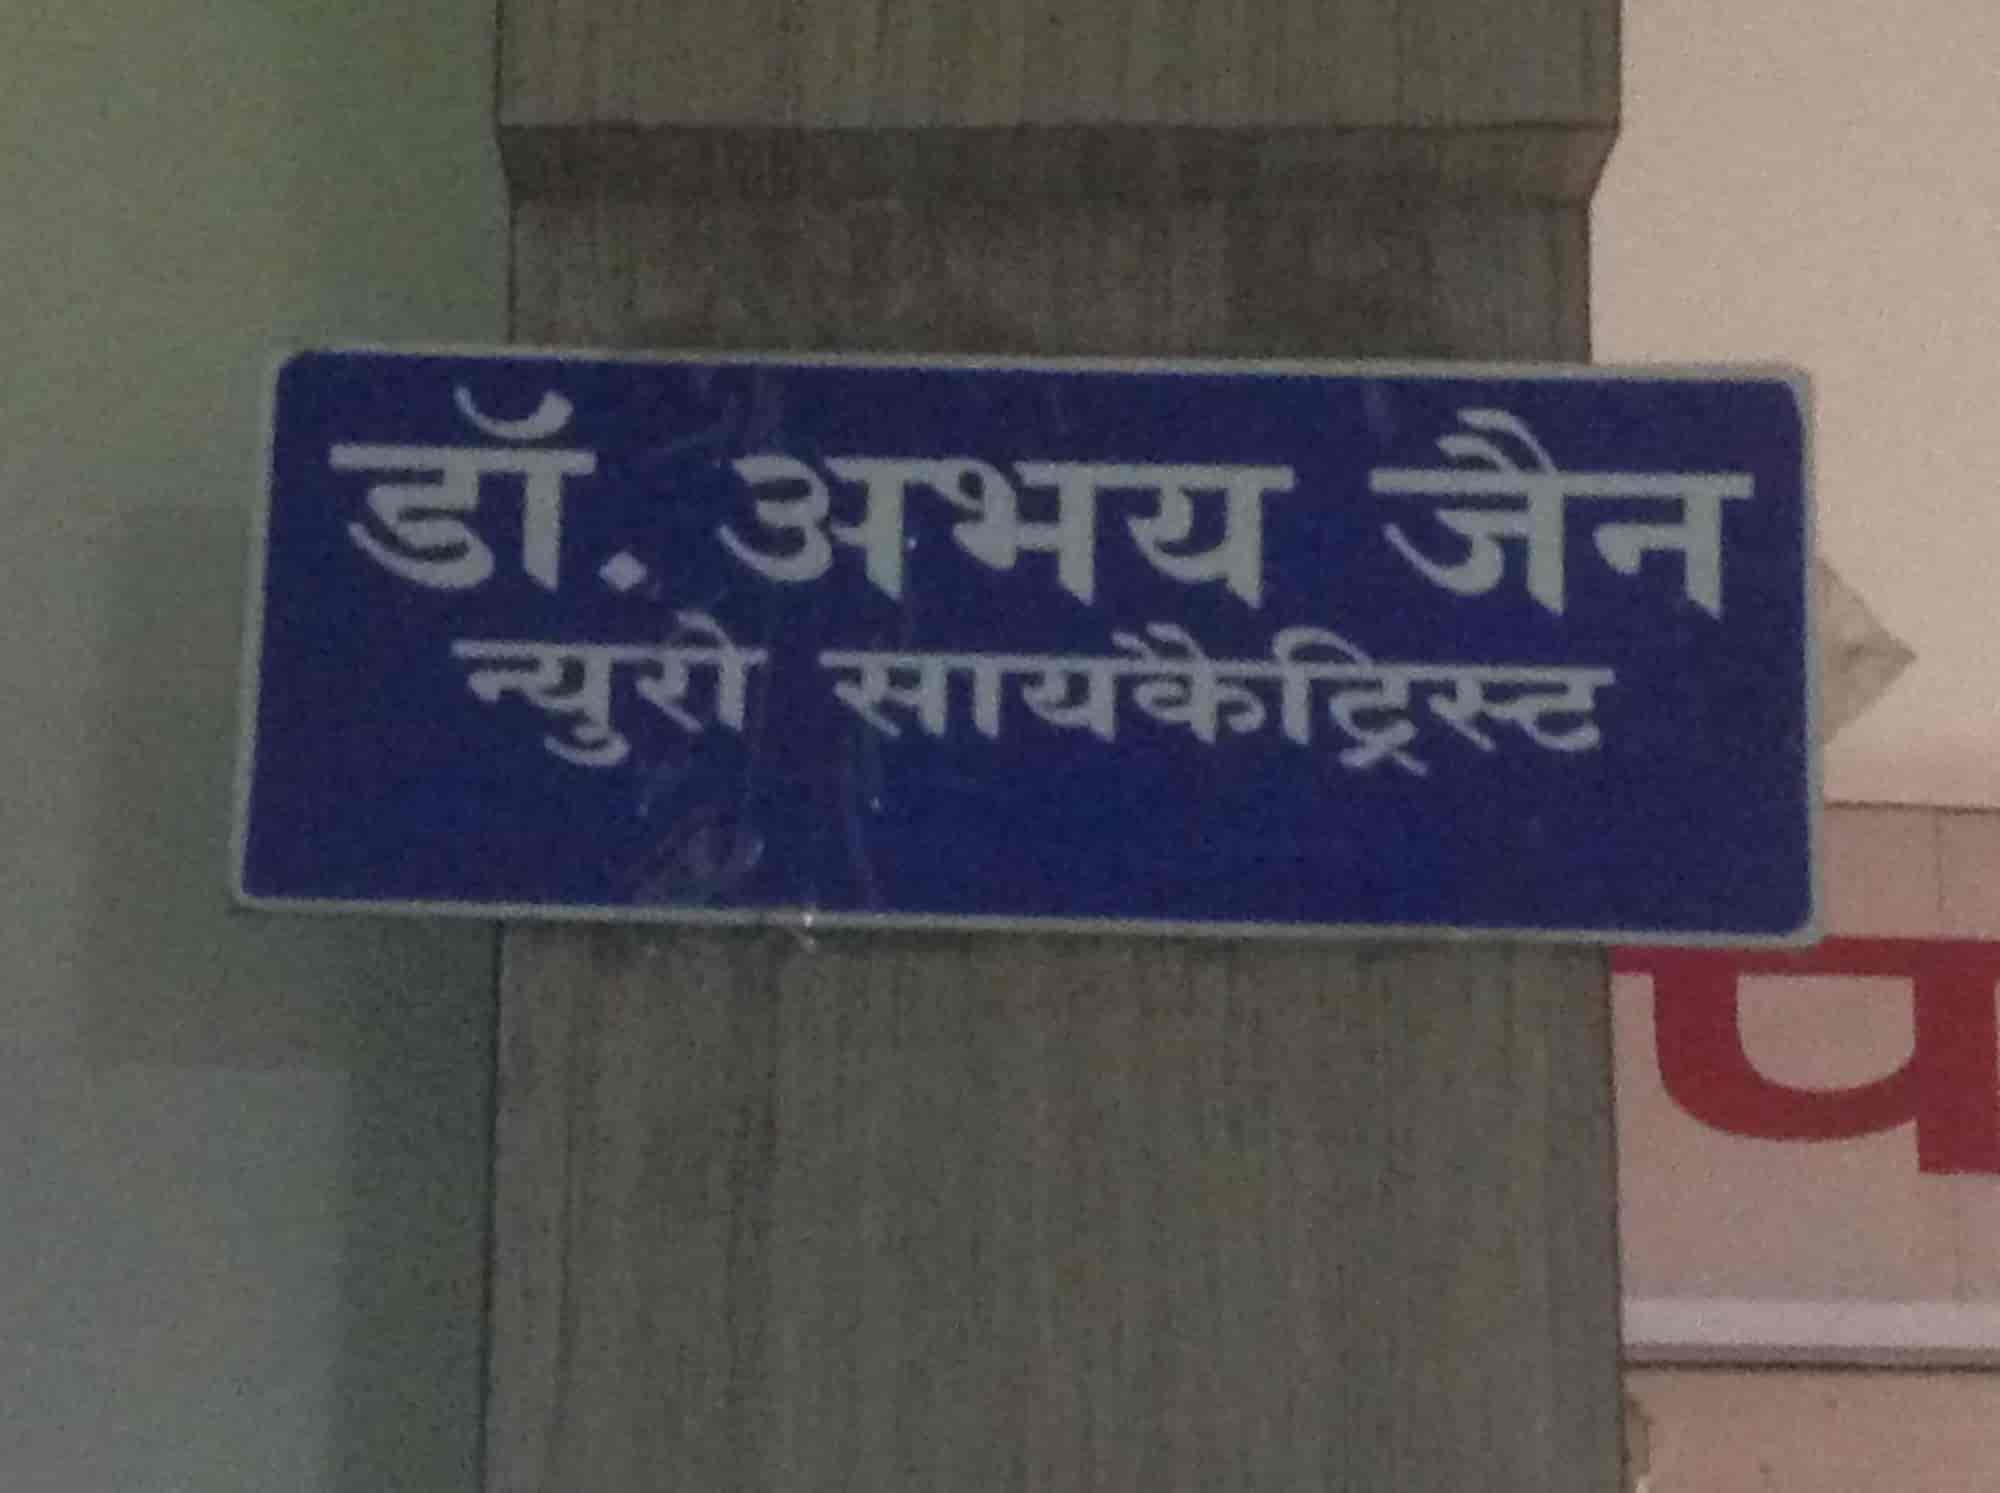 डॉ. अभय जैन
न्युरो सायकैट्रिस्ट